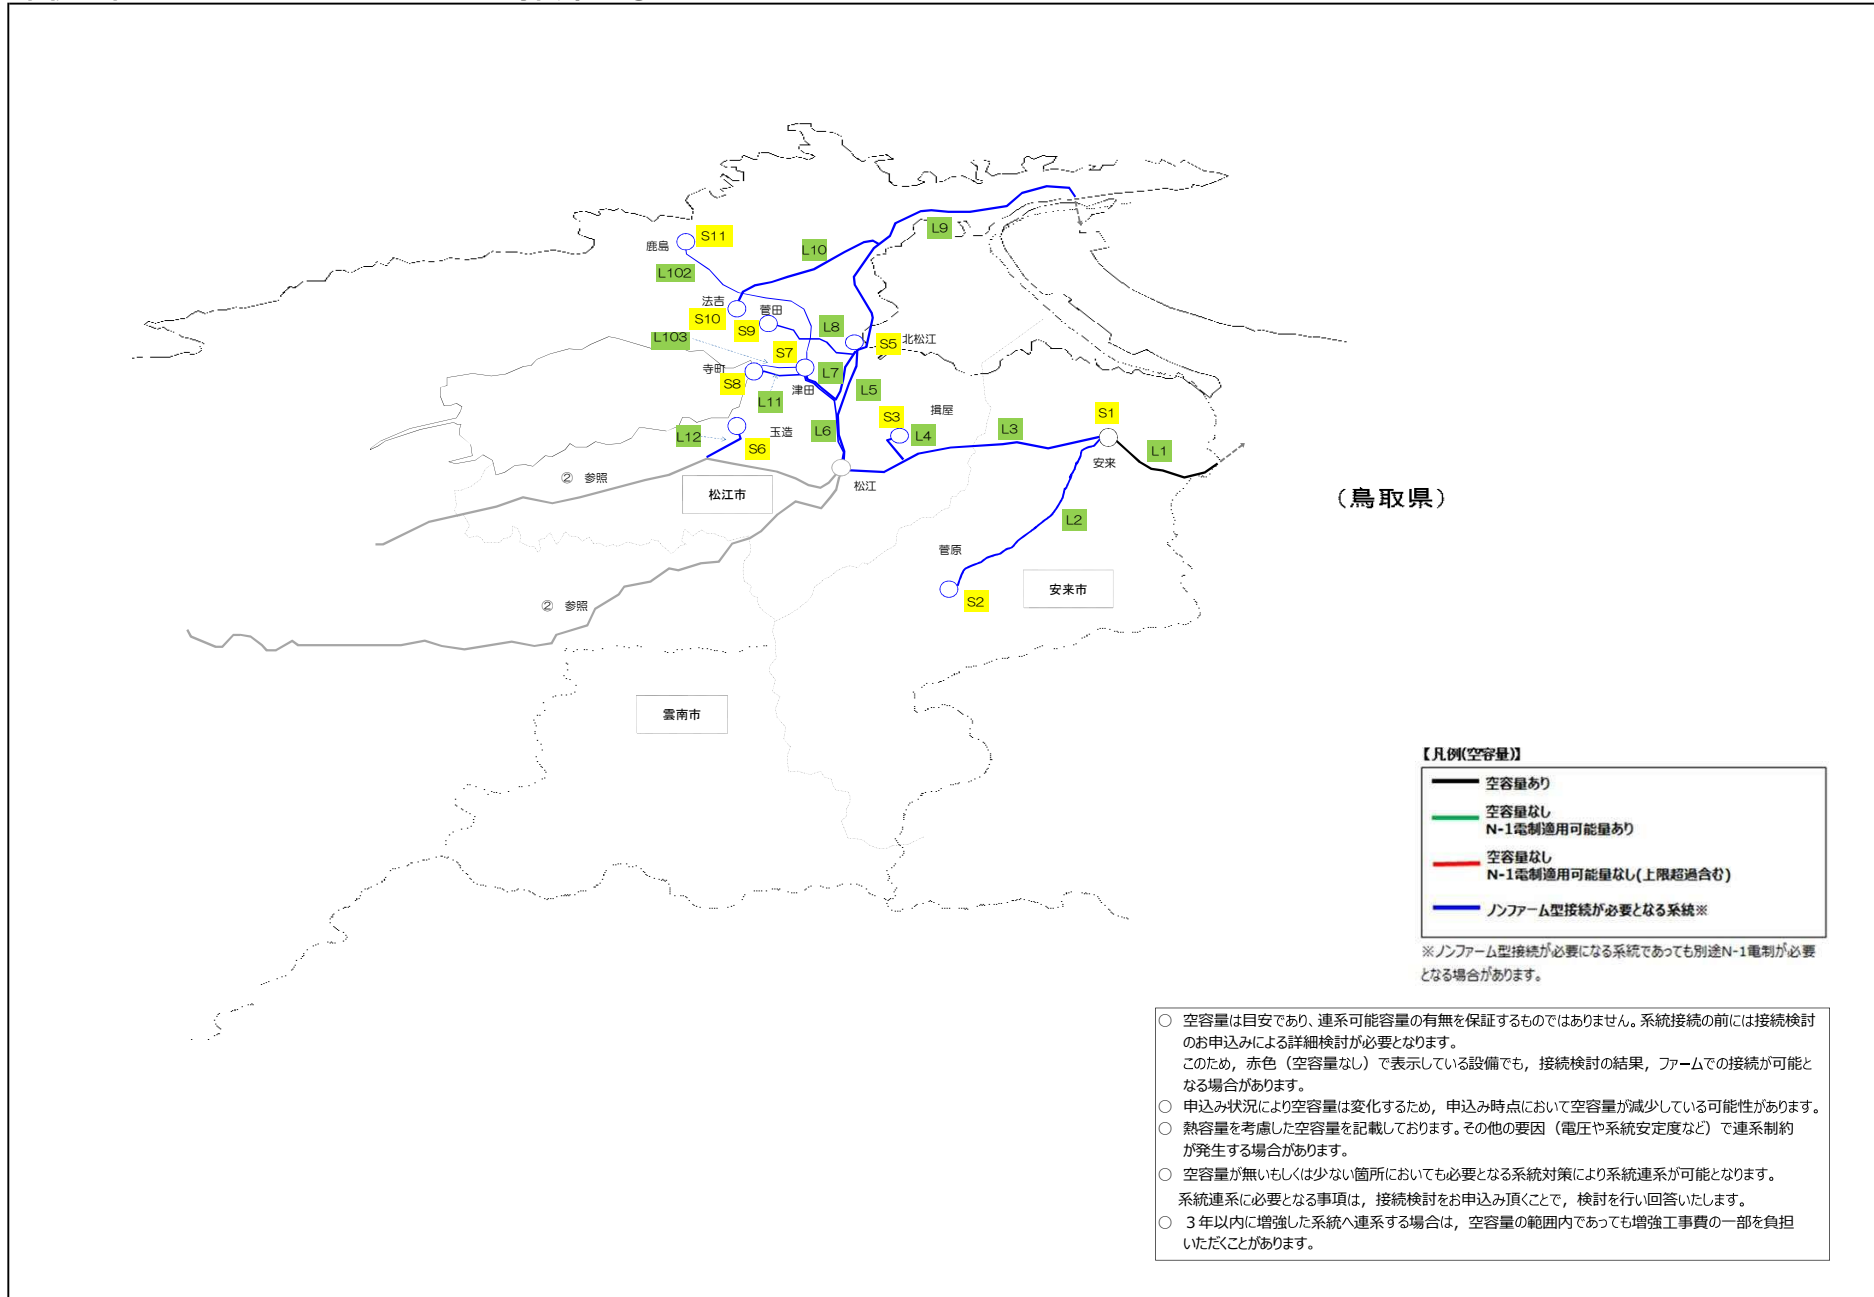 S11
鹿島
L9
L10
L102
法吉
S10
菅田
S9
L8
L103
S5
北松江
S7
寺町
S8
L7
津田
L5
L11
S3
揖屋
S1
L6
L4
L3
L12
玉造
S6
安来
L1
② 参照
松江市
松江
(鳥取県)
L2
菅原
S2
安来市
② 参照
雲南市
【凡例(空容量)】
空容量あり
空容量なし
N-1電制適用可能量あり
空容量なし
N-1電制適用可能量なし(上限超過含む)
ノンファーム型接続が必要となる系統※
※ノンファーム型接続が必要になる系統であっても別途N-1電制が必要
となる場合があります。
○ 空容量は目安であり、連系可能容量の有無を保証するものではありません。系統接続の前には接続検討
のお申込みによる詳細検討が必要となります。
このため，赤色（空容量なし）で表示している設備でも，接続検討の結果，ファームでの接続が可能と
なる場合があります。
○ 申込み状況により空容量は変化するため，申込み時点において空容量が減少している可能性があります。
○ 熱容量を考慮した空容量を記載しております。その他の要因（電圧や系統安定度など）で連系制約
が発生する場合があります。
○ 空容量が無いもしくは少ない箇所においても必要となる系統対策により系統連系が可能となります。
系統連系に必要となる事項は，接続検討をお申込み頂くことで，検討を行い回答いたします。
○ ３年以内に増強した系統へ連系する場合は，空容量の範囲内であっても増強工事費の一部を負担
いただくことがあります。